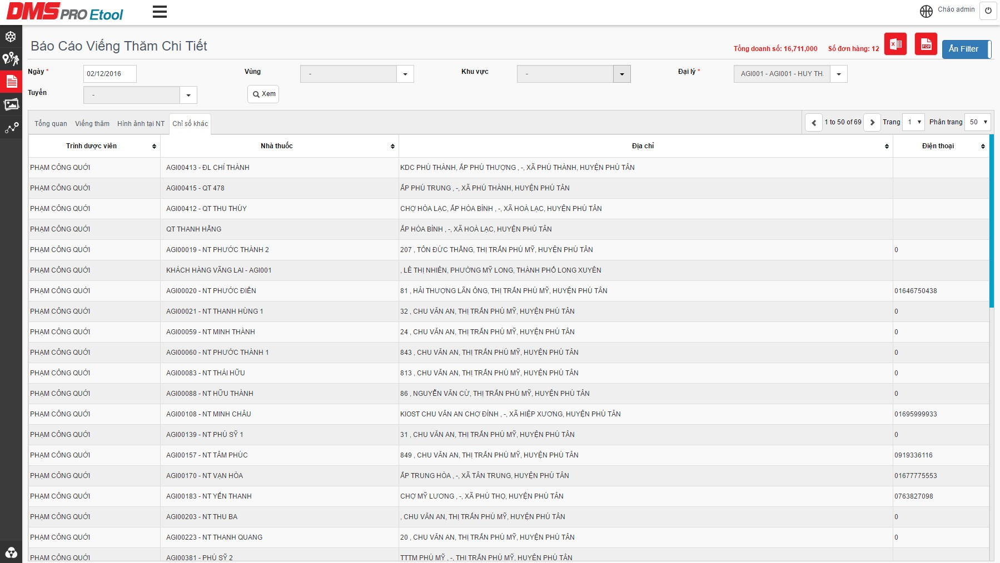 DMSPRO Etool
Chào admin
Báo Cáo Viếng Thăm Chi Tiết
Tổng doanh số: 16,711,000 Số đơn hàng: 12
PDF
Ẩn Filter
Ngày * 02/12/2016 Vùng - Khu vực - Đại lý * AGI001 - AGI001 - HUY TH.
Tuyến - Xem
Tổng quan Viếng thăm Hình ảnh tại NT Chỉ số khác 1 to 50 of 69 Trang 1 Phân trang 50
Trình dược viên Nhà thuốc Địa chỉ Điện thoại
PHẠM CÔNG QUỚI AGI00413 - ĐL CHÍ THÀNH KDC PHÚ THÀNH, ẤP PHÚ THƯỢNG , -, XÃ PHÚ THÀNH, HUYỆN PHÚ TÂN
PHẠM CÔNG QUỚI AGI00415 - QT 478 ẤP PHÚ TRUNG , -, XÃ PHÚ THÀNH, HUYỆN PHÚ TÂN
PHẠM CÔNG QUỚI AGI00412 - QT THU THỦY CHỢ HÒA LẠC, ẤP HÒA BÌNH , -, XÃ HOÀ LẠC, HUYỆN PHÚ TÂN
PHẠM CÔNG QUỚI QT THANH HẰNG ẤP HÒA BÌNH , -, XÃ HOÀ LẠC, HUYỆN PHÚ TÂN
PHẠM CÔNG QUỚI AGI00019 - NT PHƯỚC THÀNH 2 207 , TÔN ĐỨC THẮNG, THỊ TRẤN PHÚ MỸ, HUYỆN PHÚ TÂN 0
PHẠM CÔNG QUỚI KHÁCH HÀNG VÃNG LAI - AGI001 , LÊ THỊ NHIÊN, PHƯỜNG MỸ LONG, THÀNH PHỐ LONG XUYÊN
PHẠM CÔNG QUỚI AGI00020 - NT PHƯỚC ĐIỀN 81 , HẢI THƯỢNG LÃN ÔNG, THỊ TRẤN PHÚ MỸ, HUYỆN PHÚ TÂN 01646750438
PHẠM CÔNG QUỚI AGI00021 - NT THANH HÙNG 1 32 , CHU VĂN AN, THỊ TRẤN PHÚ MỸ, HUYỆN PHÚ TÂN 0
PHẠM CÔNG QUỚI AGI00059 - NT MINH THÀNH 24 , CHU VĂN AN, THỊ TRẤN PHÚ MỸ, HUYỆN PHÚ TÂN 0
PHẠM CÔNG QUỚI AGI00060 - NT PHƯỚC THÀNH 1 843 , CHU VĂN AN, THỊ TRẤN PHÚ MỸ, HUYỆN PHÚ TÂN 0
PHẠM CÔNG QUỚI AGI00083 - NT THÁI HỮU 813 , CHU VĂN AN, THỊ TRẤN PHÚ MỸ, HUYỆN PHÚ TÂN 0
PHẠM CÔNG QUỚI AGI00088 - NT HỮU THÀNH 86 , NGUYỄN VĂN CỪ, THỊ TRẤN PHÚ MỸ, HUYỆN PHÚ TÂN 0
PHẠM CÔNG QUỚI AGI00108 - NT MINH CHÂU KIOST CHU VĂN AN CHỢ ĐÌNH , -, XÃ HIỆP XƯƠNG, HUYỆN PHÚ TÂN 01695999933
PHẠM CÔNG QUỚI AGI00139 - NT PHÚ SỸ 1 31 , CHU VĂN AN, THỊ TRẤN PHÚ MỸ, HUYỆN PHÚ TÂN 0
PHẠM CÔNG QUỚI AGI00157 - NT TÂM PHÚC 849 , CHU VĂN AN, THỊ TRẤN PHÚ MỸ, HUYỆN PHÚ TÂN 0919336116
PHẠM CÔNG QUỚI AGI00170 - NT VẠN HÒA ẤP TRUNG HÒA , -, XÃ TÂN TRUNG, HUYỆN PHÚ TÂN 01677775553
PHẠM CÔNG QUỚI AGI00183 - NT YẾN THANH CHỢ MỸ LƯƠNG , -, XÃ PHÚ THỌ, HUYỆN PHÚ TÂN 0763827098
PHẠM CÔNG QUỚI AGI00203 - NT THU BA , CHU VĂN AN, THỊ TRẤN PHÚ MỸ, HUYỆN PHÚ TÂN 0
PHẠM CÔNG QUỚI AGI00223 - NT THANH QUANG 20 , CHU VĂN AN, THỊ TRẤN PHÚ MỸ, HUYỆN PHÚ TÂN 0
PHẠM CÔNG QUỚI AGI00381 - PHÚ SỸ 2 TTTM PHÚ MỸ , -, THỊ TRẤN PHÚ MỸ, HUYỆN PHÚ TÂN